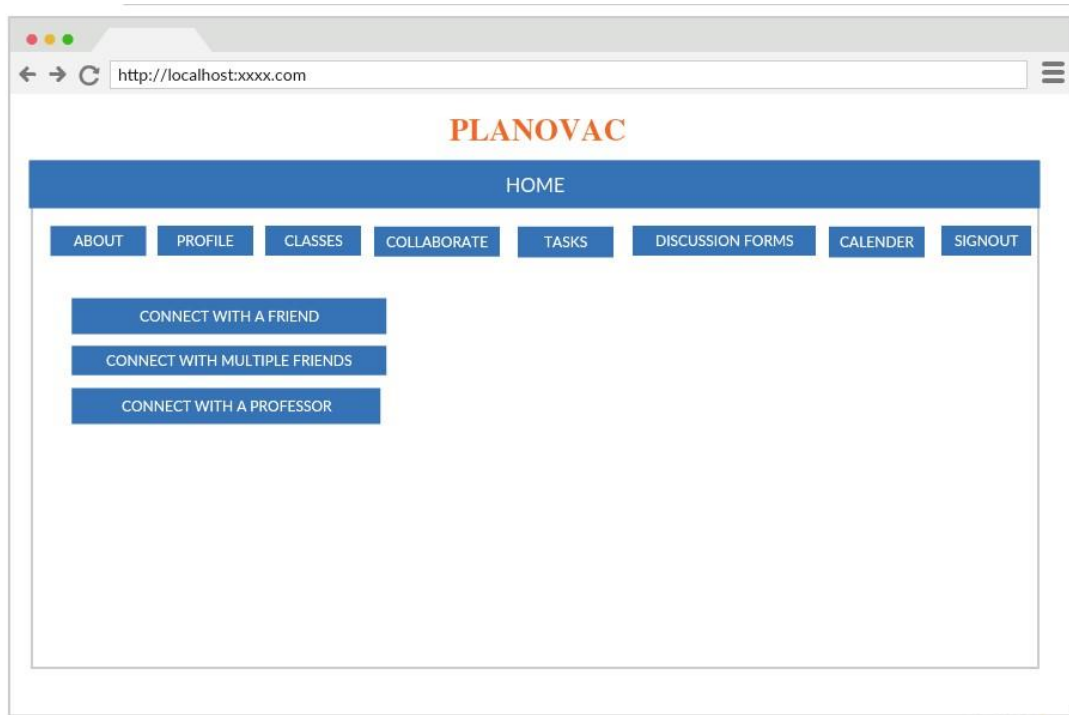 http://localhost:xxxx.com
PLANOVAC
HOME
ABOUT PROFILE CLASSES COLLABORATE TASKS DISCUSSION FORMS CALENDER SIGNOUT
CONNECT WITH A FRIEND
CONNECT WITH MULTIPLE FRIENDS
CONNECT WITH A PROFESSOR